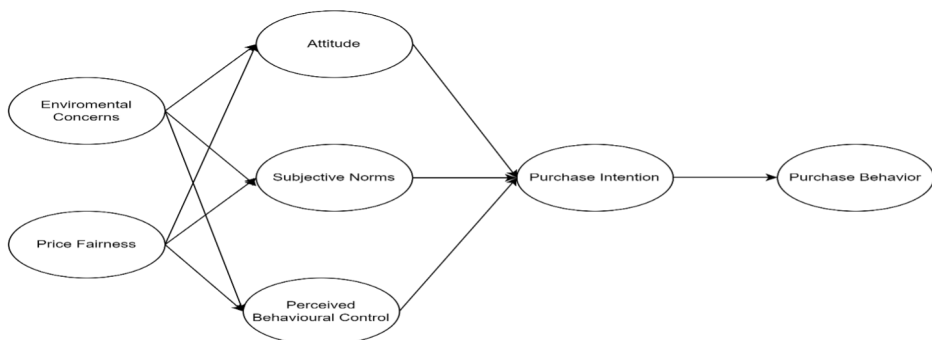 Attitude
Enviromental
Concerns
Subjective Norms
Purchase Intention
Purchase Behavior
Price Fairness
Perceived
Behavioural Control